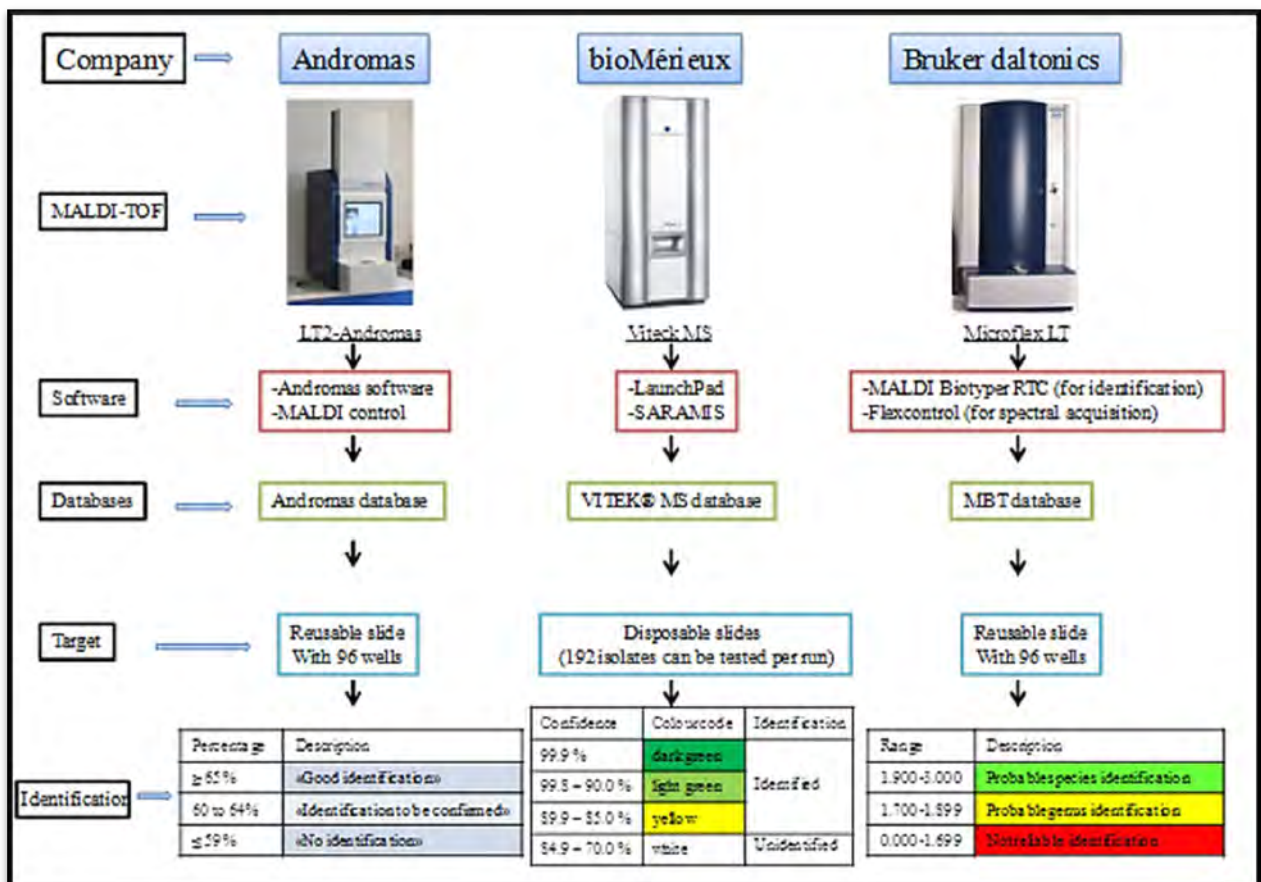 Company
Andromas
bioMérieux
Bruker daltonics
MALDI-TOF
LT2-Andromas
Viteck MS
Microflex LT
Software
-Andromas software
-MALDI control
-LaunchPad
-SARAMIS
-MALDI Biotyper RTC (for identification)
-Flexcontrol (for spectral acquisition)
Databases
Andromas database
VITEK® MS database
MBT database
Target
Reusable slide
With 96 wells
Disposable slides
(192 isolates can be tested per run)
Reusable slide
With 96 wells
Identification
Percentage Description
≥ 65% «Good identification»
60 to 64% «Identification to be confirmed»
≤ 59% «No identification»
Confidence Colour code Identification
99.9 % dark green
99.8 – 90.0 % light green Identified
89.9 – 85.0 % yellow
84.9 – 70.0 % white Unidentified
Range Description
1.900-3.000 Probable species identification
1.700-1.899 Probable genus identification
0.000-1.699 Not reliable identification